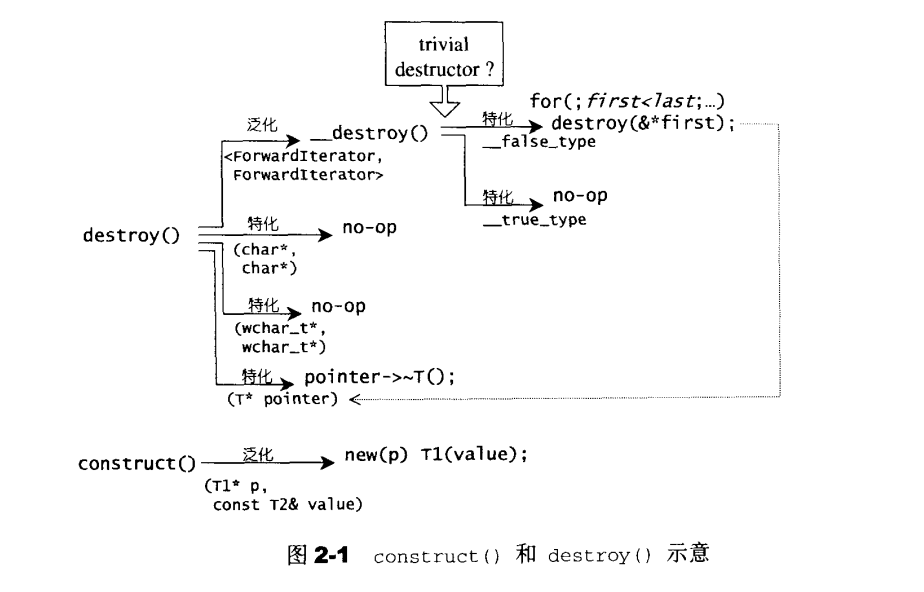 trivial
destructor ?
for(;first<last;…)
泛化
__destroy()
特化
destroy(&*first);
__false_type
<ForwardIterator,
ForwardIterator>
特化
no-op
__true_type
destroy()
特化
no-op
(char*,
char*)
特化
no-op
(wchar_t*,
wchar_t*)
特化
pointer->~T();
(T* pointer)
construct()
泛化
new(p) T1(value);
(T1* p,
const T2& value)
图 2-1 construct() 和 destroy() 示意